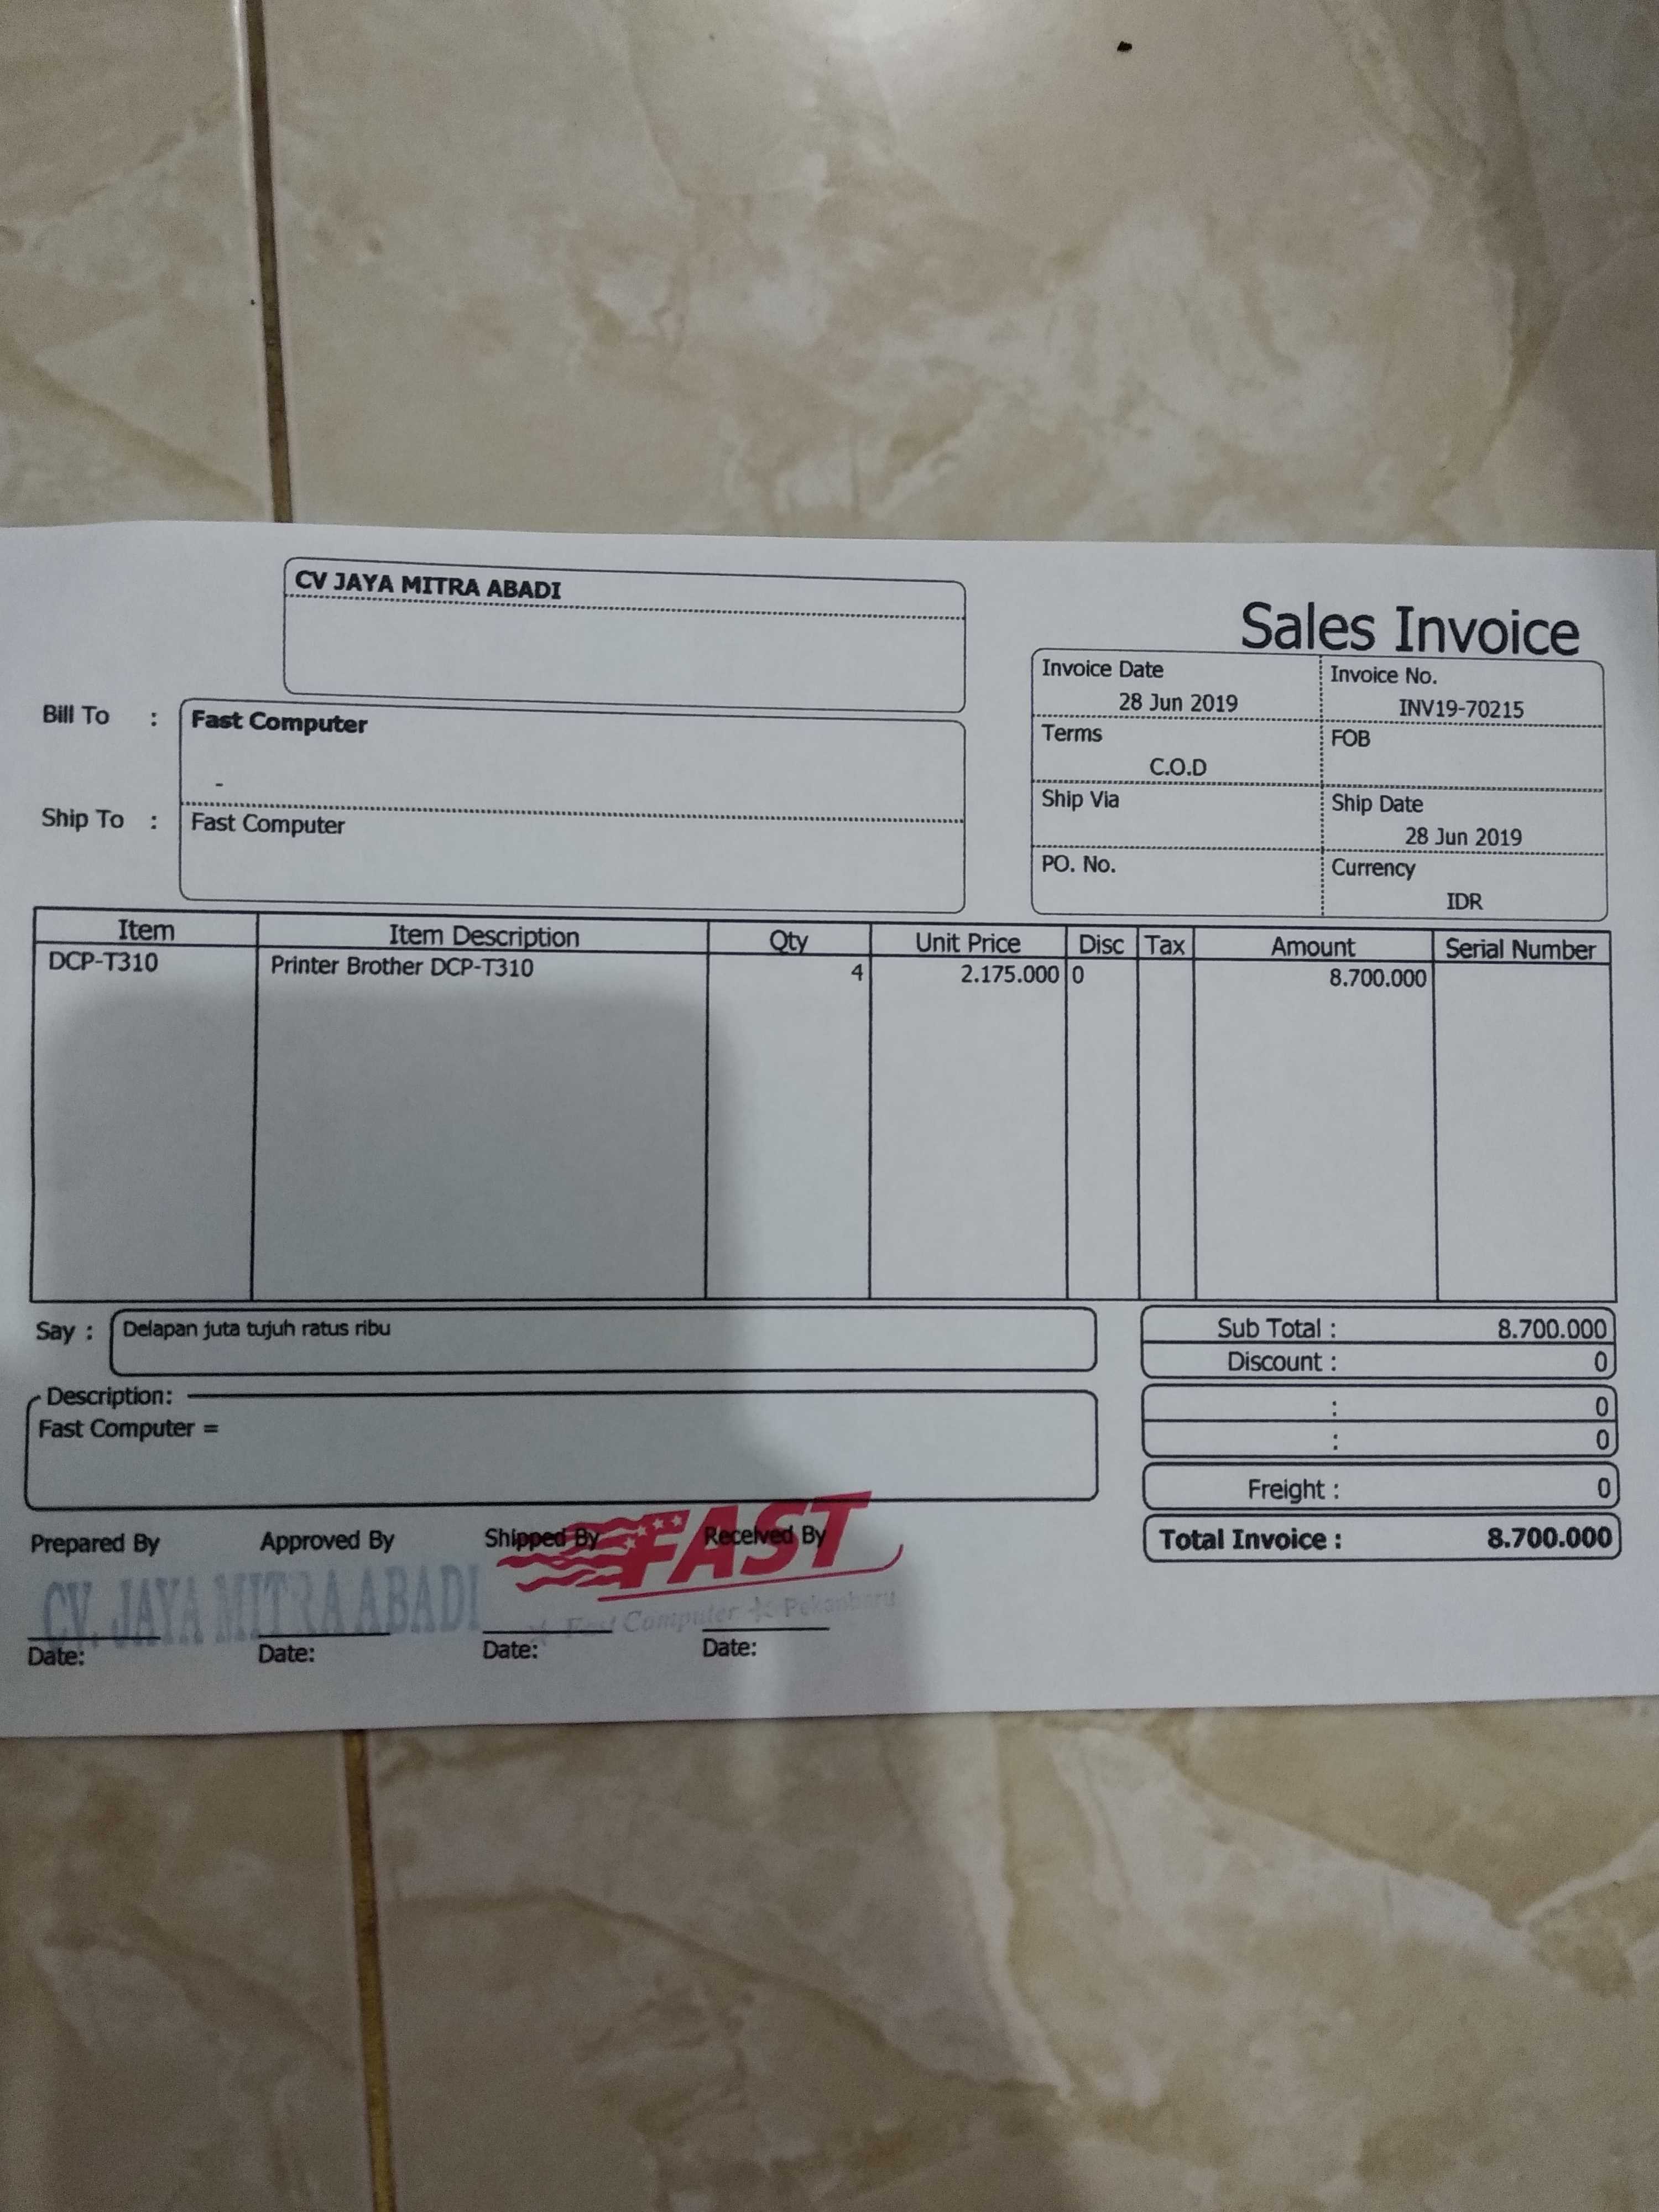 CV JAYA MITRA ABADI
Sales Invoice
Bill To : Fast Computer
-
Ship To : Fast Computer
Invoice Date Invoice No.
28 Jun 2019 INV19-70215
Terms FOB
C.O.D
Ship Via Ship Date
28 Jun 2019
PO. No. Currency
IDR
Item Item Description Qty Unit Price Disc Tax Amount Serial Number
DCP-T310 Printer Brother DCP-T310 4 2.175.000 0 8.700.000
Say : Delapan juta tujuh ratus ribu
Description:
Fast Computer =
Sub Total : 8.700.000
Discount : 0
: 0
: 0
Freight : 0
Total Invoice : 8.700.000
Prepared By Approved By Shipped By Received By
FAST
CV. JAYA MITRA ABADI
Fast Computer Pekanbaru
Date: Date: Date: Date: